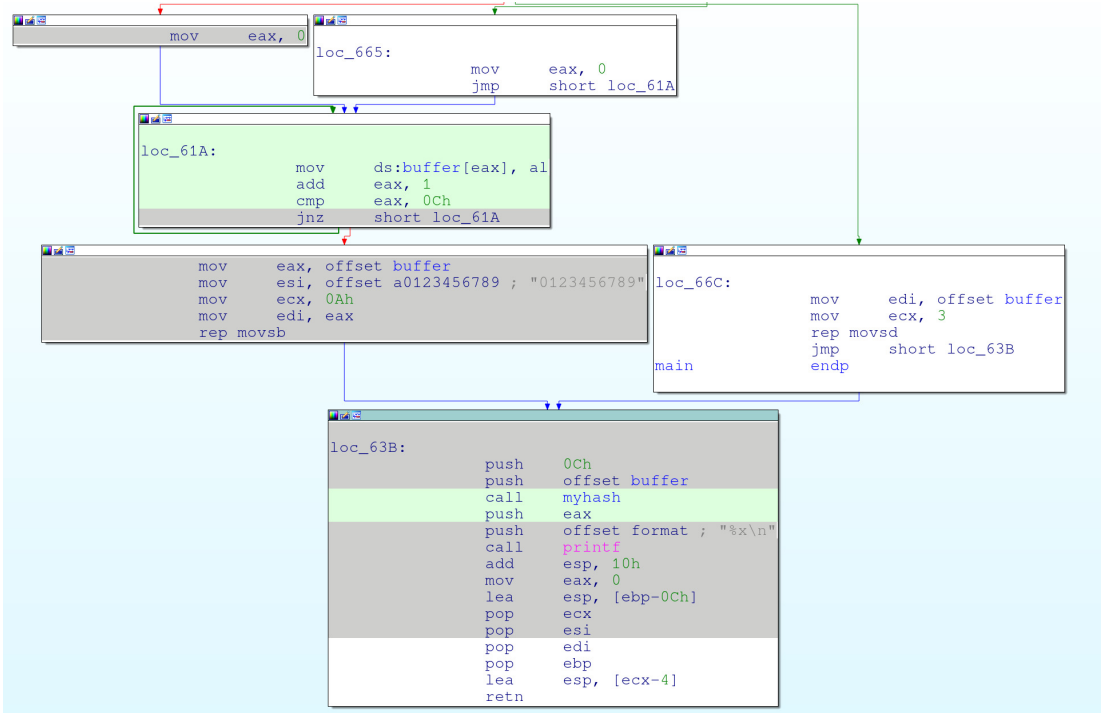 mov eax, 0
loc_665:
mov eax, 0
jmp short loc_61A
loc_61A:
mov ds:buffer[eax], al
add eax, 1
cmp eax, 0Ch
jnz short loc_61A
mov eax, offset buffer
mov esi, offset a0123456789 ; "0123456789"
mov ecx, 0Ah
mov edi, eax
rep movsb
loc_66C:
mov edi, offset buffer
mov ecx, 3
rep movsd
jmp short loc_63B
main endp
loc_63B:
push 0Ch
push offset buffer
call myhash
push eax
push offset format ; "%x\n"
call printf
add esp, 10h
mov eax, 0
lea esp, [ebp-0Ch]
pop ecx
pop esi
pop edi
pop ebp
lea esp, [ecx-4]
retn